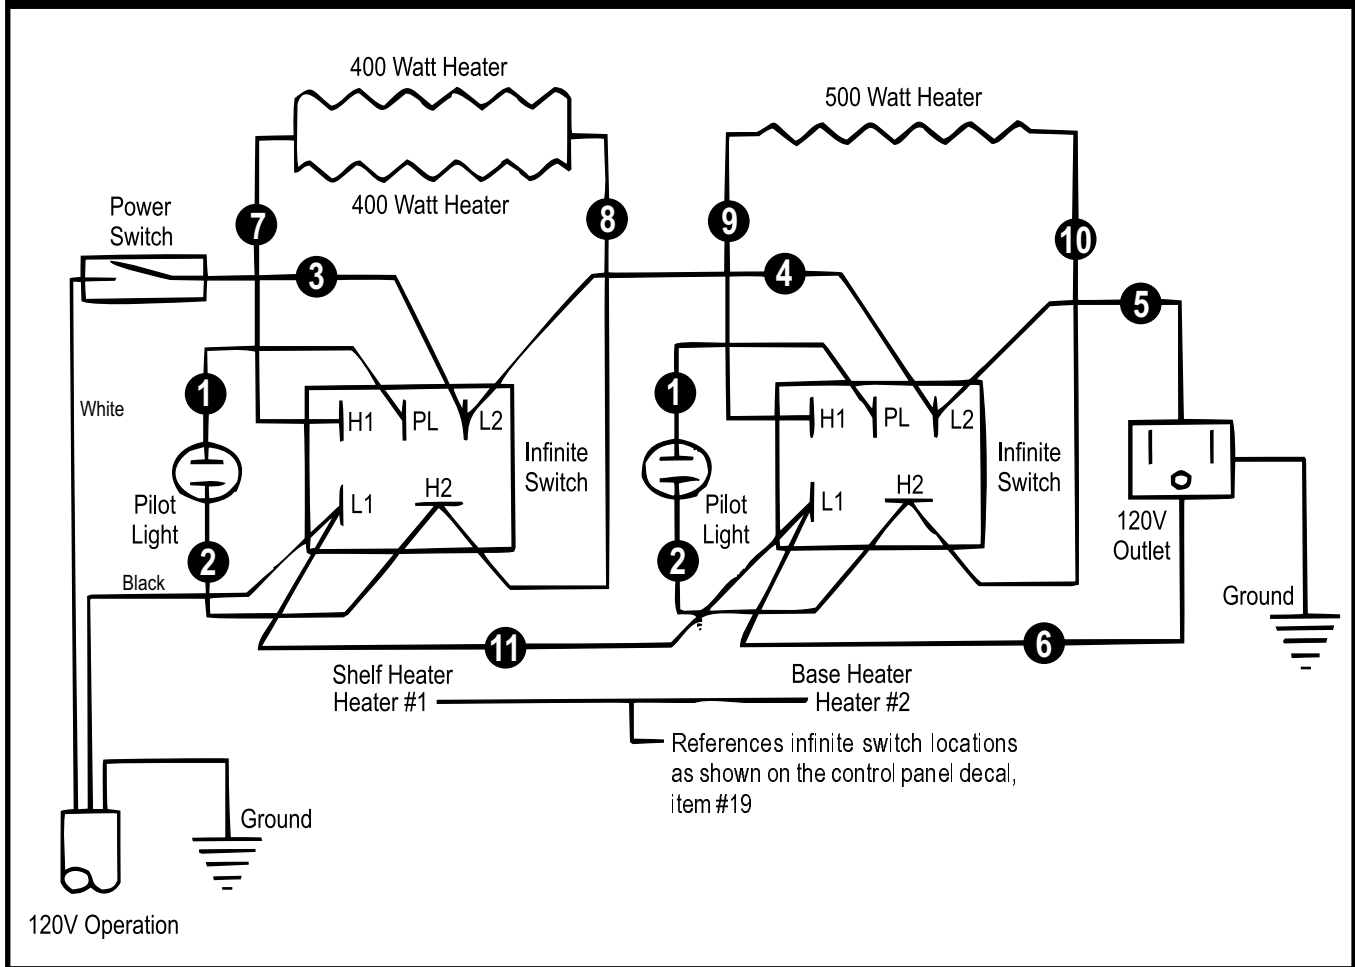 400 Watt Heater
500 Watt Heater
400 Watt Heater
Power
Switch
7
8
9
10
3
4
5
1
1
White
H1
PL
L2
H1
PL
L2
Infinite
Switch
Infinite
Switch
H2
L1
H2
L1
Pilot
Light
Pilot
Light
120V
Outlet
2
2
Black
Ground
11
6
Shelf Heater
Heater #1
Base Heater
Heater #2
References infinite switch locations
as shown on the control panel decal,
item #19
Ground
120V Operation